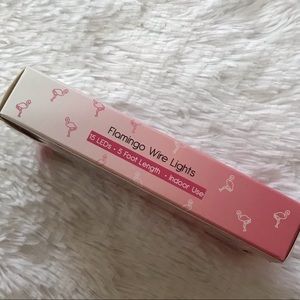 Flamingo Wire Lights
15 LEDs • 5 Foot Length • Indoor Use